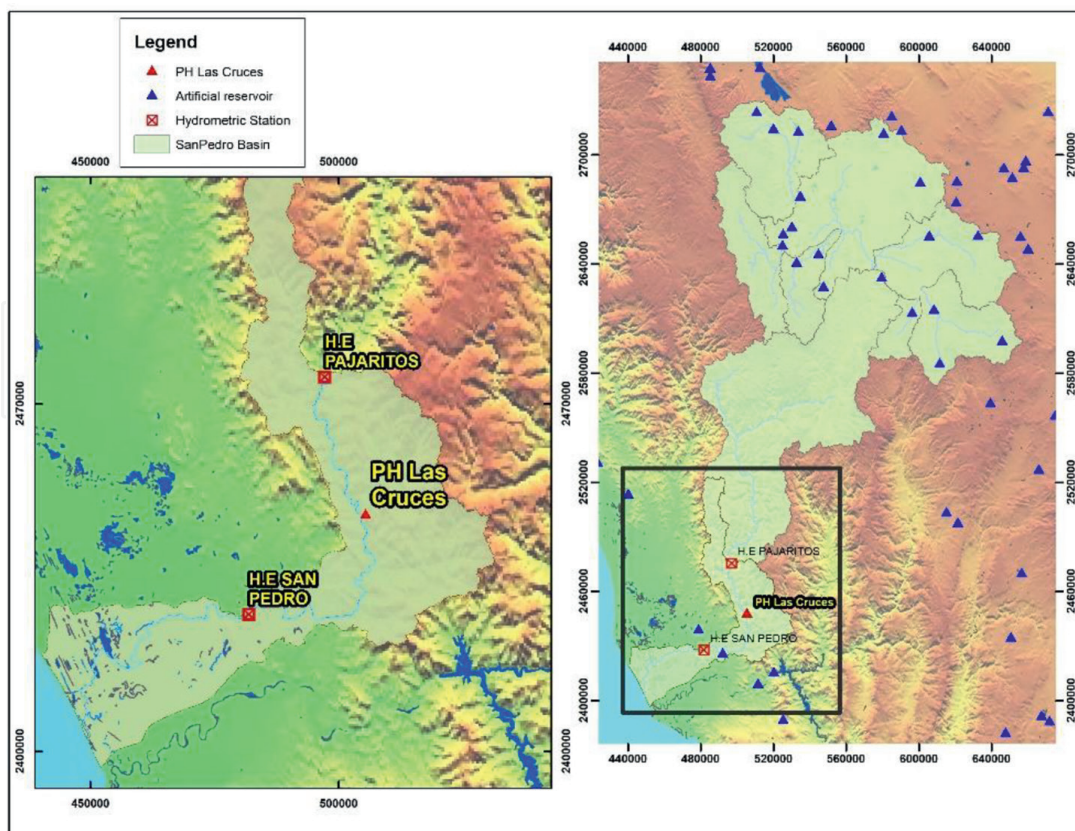 Legend
PH Las Cruces
Artificial reservoir
Hydrometric Station
SanPedro Basin
450000 500000
2470000
2470000
2400000
2400000
H.E
PAJARITOS
PH Las
Cruces
H.E SAN
PEDRO
450000 500000
440000 480000 520000 560000 600000 640000
2700000
2700000
2640000
2640000
2580000
2580000
2520000
2520000
2460000
2460000
2400000
2400000
H.E PAJARITOS
PH Las Cruces
H.E SAN PEDRO
440000 480000 520000 560000 600000 640000